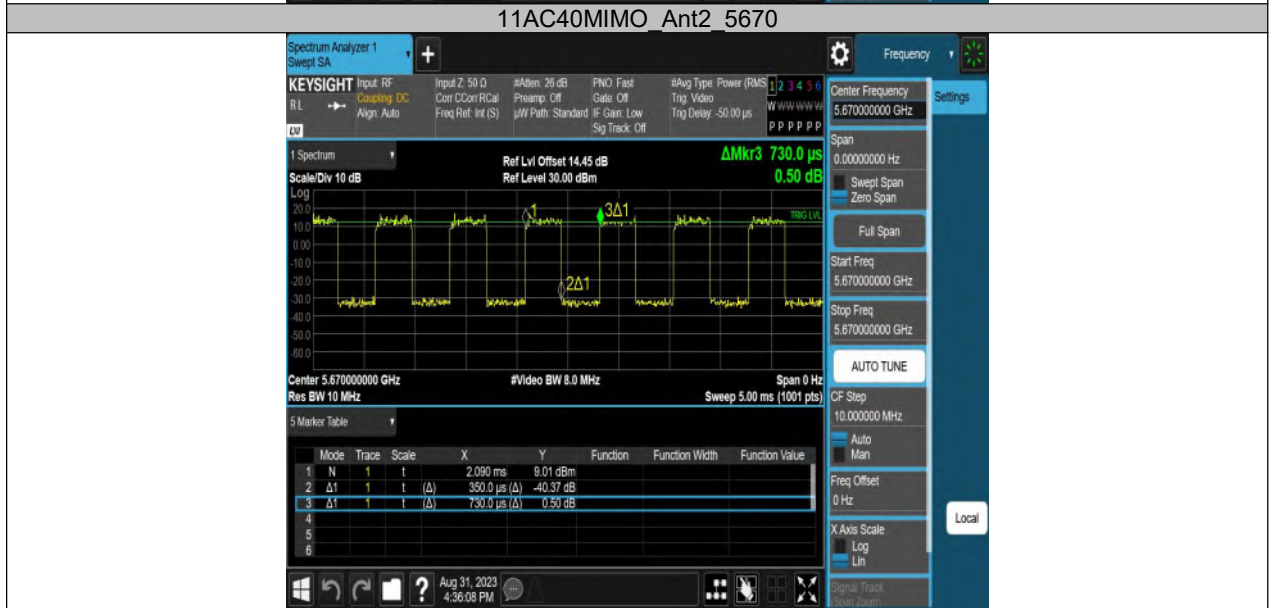 11AC40MIMO_Ant2_5670
Spectrum Analyzer 1
Swept SA
+
Frequency
KEYSIGHT
RL
LXI
Input: RF
Coupling: DC
Align: Auto
Input Z: 50 Ω
Corr CCorr RCal
Freq Ref: Int (S)
#Atten: 26 dB
Preamp: Off
µW Path: Standard
PNO: Fast
Gate: Off
IF Gain: Low
Sig Track: Off
#Avg Type: Power (RMS
Trig: Video
Trig Delay: -50.00 µs
1 2 3 4 5 6
W W W W W W
P P P P P P
1 Spectrum
Scale/Div 10 dB
Ref Lvl Offset 14.45 dB
Ref Level 30.00 dBm
ΔMkr3 730.0 µs
0.50 dB
Log
20.0
10.0
0.00
-10.0
-20.0
-30.0
-40.0
-50.0
-60.0
1
3Δ1
2Δ1
TRIG LVL
Center 5.670000000 GHz
Res BW 10 MHz
#Video BW 8.0 MHz
Span 0 Hz
Sweep 5.00 ms (1001 pts)
5 Marker Table
Mode Trace Scale X Y Function Function Width Function Value
1 N 1 t 2.090 ms 9.01 dBm
2 Δ1 1 t (Δ) 350.0 µs (Δ) -40.37 dB
3 Δ1 1 t (Δ) 730.0 µs (Δ) 0.50 dB
4
5
6
?
Aug 31, 2023
4:36:08 PM
Center Frequency
5.670000000 GHz
Settings
Span
0.00000000 Hz
Swept Span
Zero Span
Full Span
Start Freq
5.670000000 GHz
Stop Freq
5.670000000 GHz
AUTO TUNE
CF Step
10.000000 MHz
Auto
Man
Freq Offset
0 Hz
X Axis Scale
Log
Lin
Local
Signal Track
(Span Zoom)